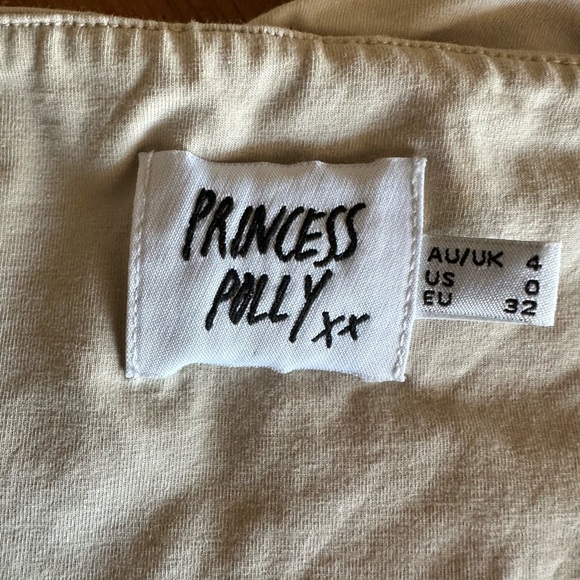 PRINCESS
POLLY xx
AU/UK 4
US 0
EU 32